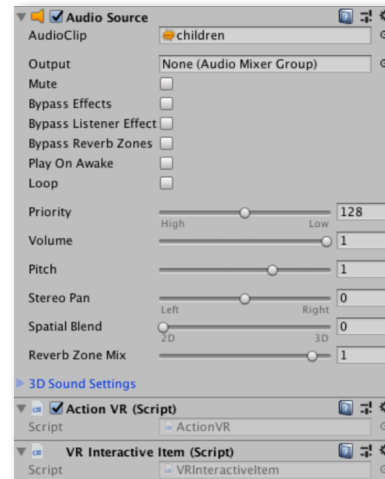 Audio Source
AudioClip children
Output None (Audio Mixer Group)
Mute
Bypass Effects
Bypass Listener Effect
Bypass Reverb Zones
Play On Awake
Loop
Priority 128
High Low
Volume 1
Pitch 1
Stereo Pan 0
Left Right
Spatial Blend 0
2D 3D
Reverb Zone Mix 1
3D Sound Settings
Action VR (Script)
Script ActionVR
VR Interactive Item (Script)
Script VRInteractiveItem